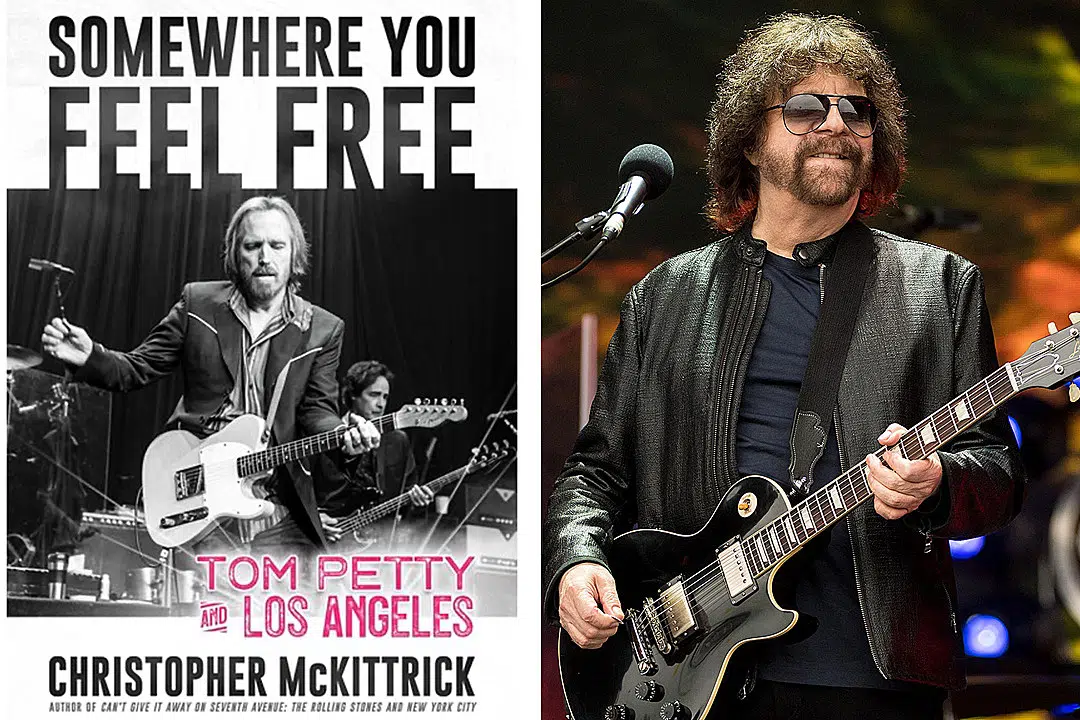 SOMEWHERE YOU
FEEL FREE
TOM PETTY
AND LOS ANGELES
CHRISTOPHER McKITTRICK
AUTHOR OF CAN'T GIVE IT AWAY ON SEVENTH AVENUE: THE ROLLING STONES AND NEW YORK CITY